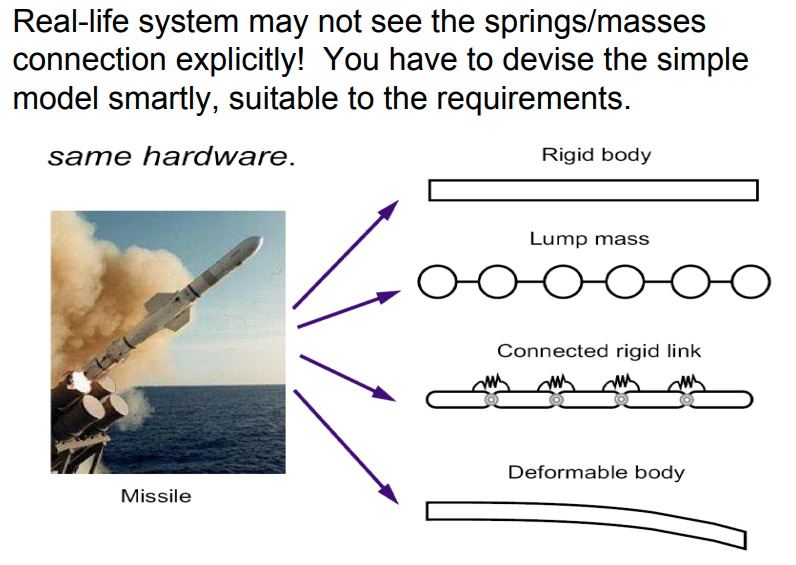 Real-life system may not see the springs/masses
connection explicitly!  You have to devise the simple
model smartly, suitable to the requirements.
same hardware.
Rigid body
Lump mass
Connected rigid link
Deformable body
Missile